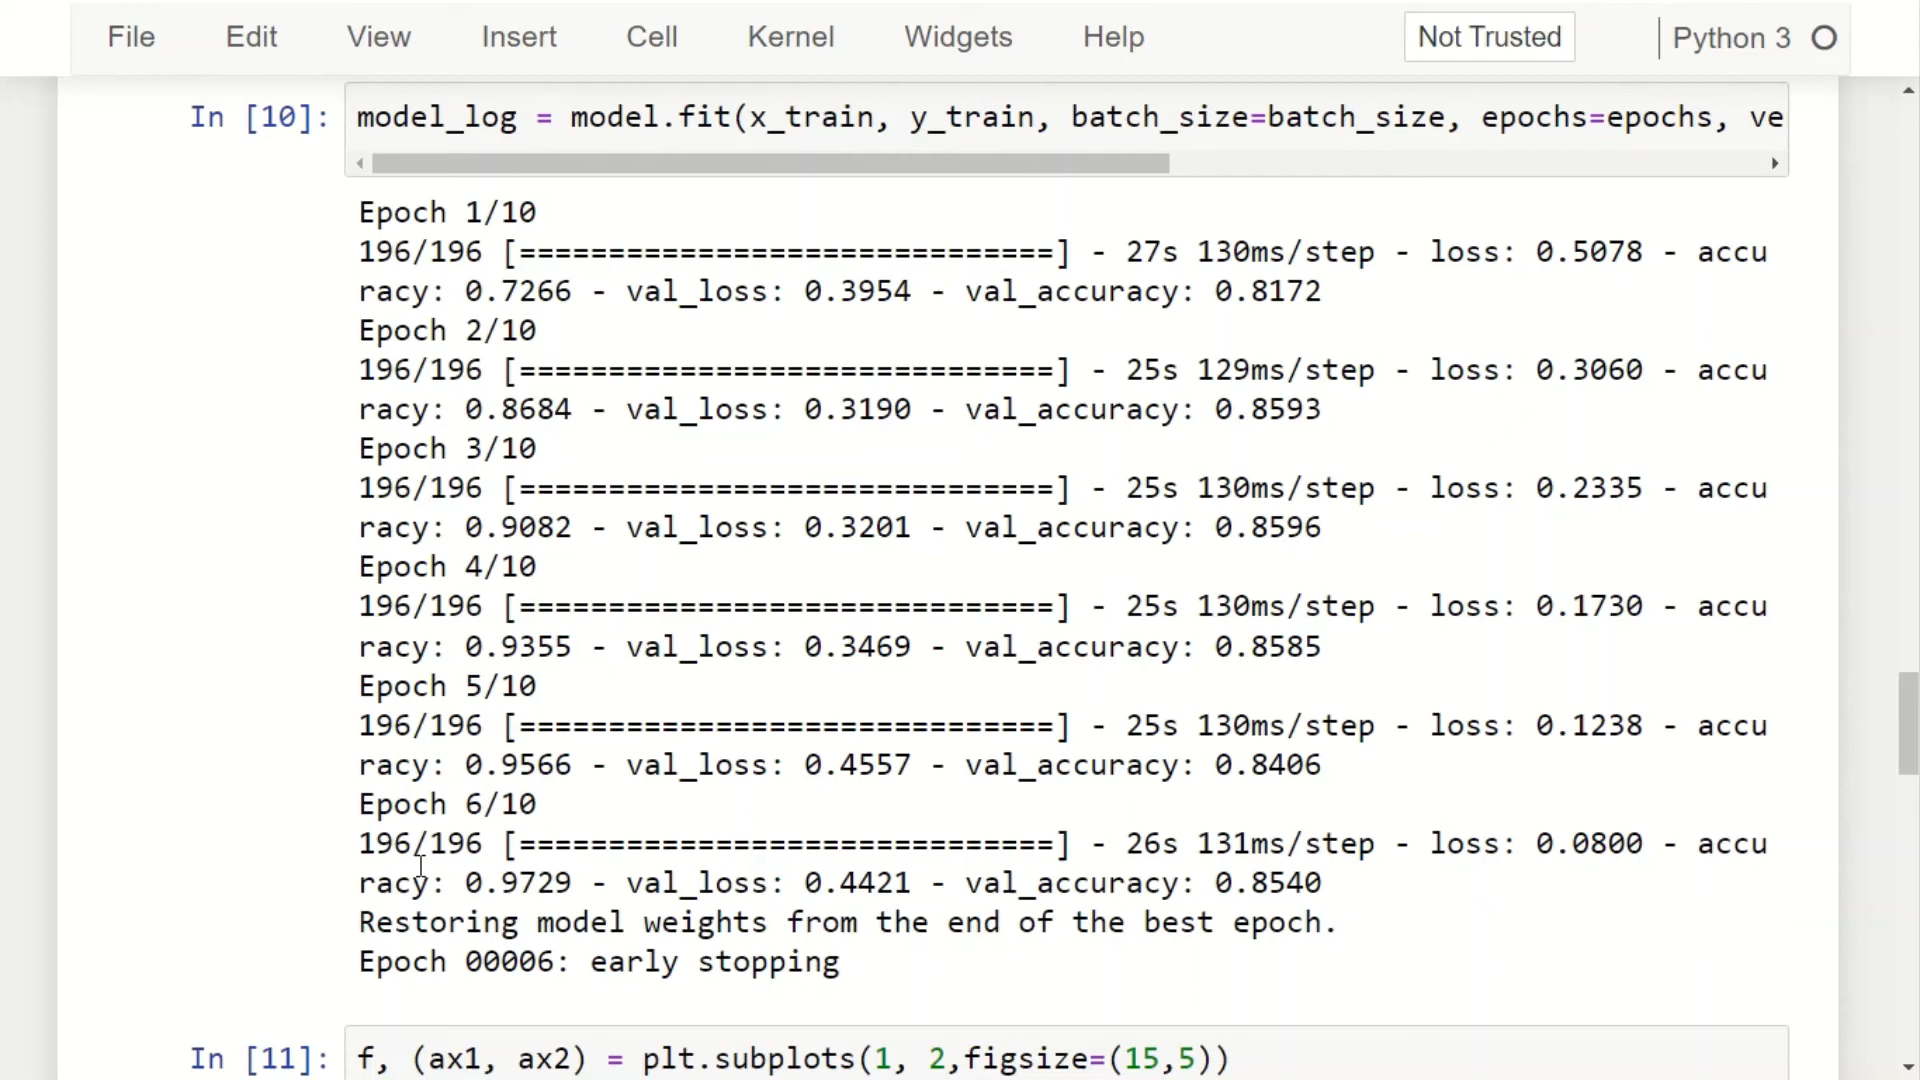 File Edit View Insert Cell Kernel Widgets Help Not Trusted Python 3
In [10]: model_log = model.fit(x_train, y_train, batch_size=batch_size, epochs=epochs, ve
Epoch 1/10
196/196 [==============================] - 27s 130ms/step - loss: 0.5078 - accu
racy: 0.7266 - val_loss: 0.3954 - val_accuracy: 0.8172
Epoch 2/10
196/196 [==============================] - 25s 129ms/step - loss: 0.3060 - accu
racy: 0.8684 - val_loss: 0.3190 - val_accuracy: 0.8593
Epoch 3/10
196/196 [==============================] - 25s 130ms/step - loss: 0.2335 - accu
racy: 0.9082 - val_loss: 0.3201 - val_accuracy: 0.8596
Epoch 4/10
196/196 [==============================] - 25s 130ms/step - loss: 0.1730 - accu
racy: 0.9355 - val_loss: 0.3469 - val_accuracy: 0.8585
Epoch 5/10
196/196 [==============================] - 25s 130ms/step - loss: 0.1238 - accu
racy: 0.9566 - val_loss: 0.4557 - val_accuracy: 0.8406
Epoch 6/10
196/196 [==============================] - 26s 131ms/step - loss: 0.0800 - accu
racy: 0.9729 - val_loss: 0.4421 - val_accuracy: 0.8540
Restoring model weights from the end of the best epoch.
Epoch 00006: early stopping
In [11]: f, (ax1, ax2) = plt.subplots(1, 2,figsize=(15,5))